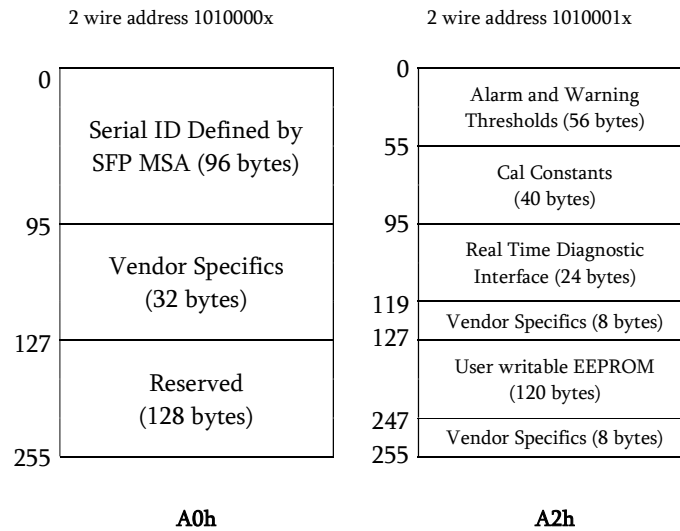 2 wire address 1010000x
0
Serial ID Defined by
SFP MSA (96 bytes)
95
Vendor Specifics
(32 bytes)
127
Reserved
(128 bytes)
255
A0h
2 wire address 1010001x
0
Alarm and Warning
Thresholds (56 bytes)
55
Cal Constants
(40 bytes)
95
Real Time Diagnostic
Interface (24 bytes)
119
Vendor Specifics (8 bytes)
127
User writable EEPROM
(120 bytes)
247
Vendor Specifics (8 bytes)
255
A2h